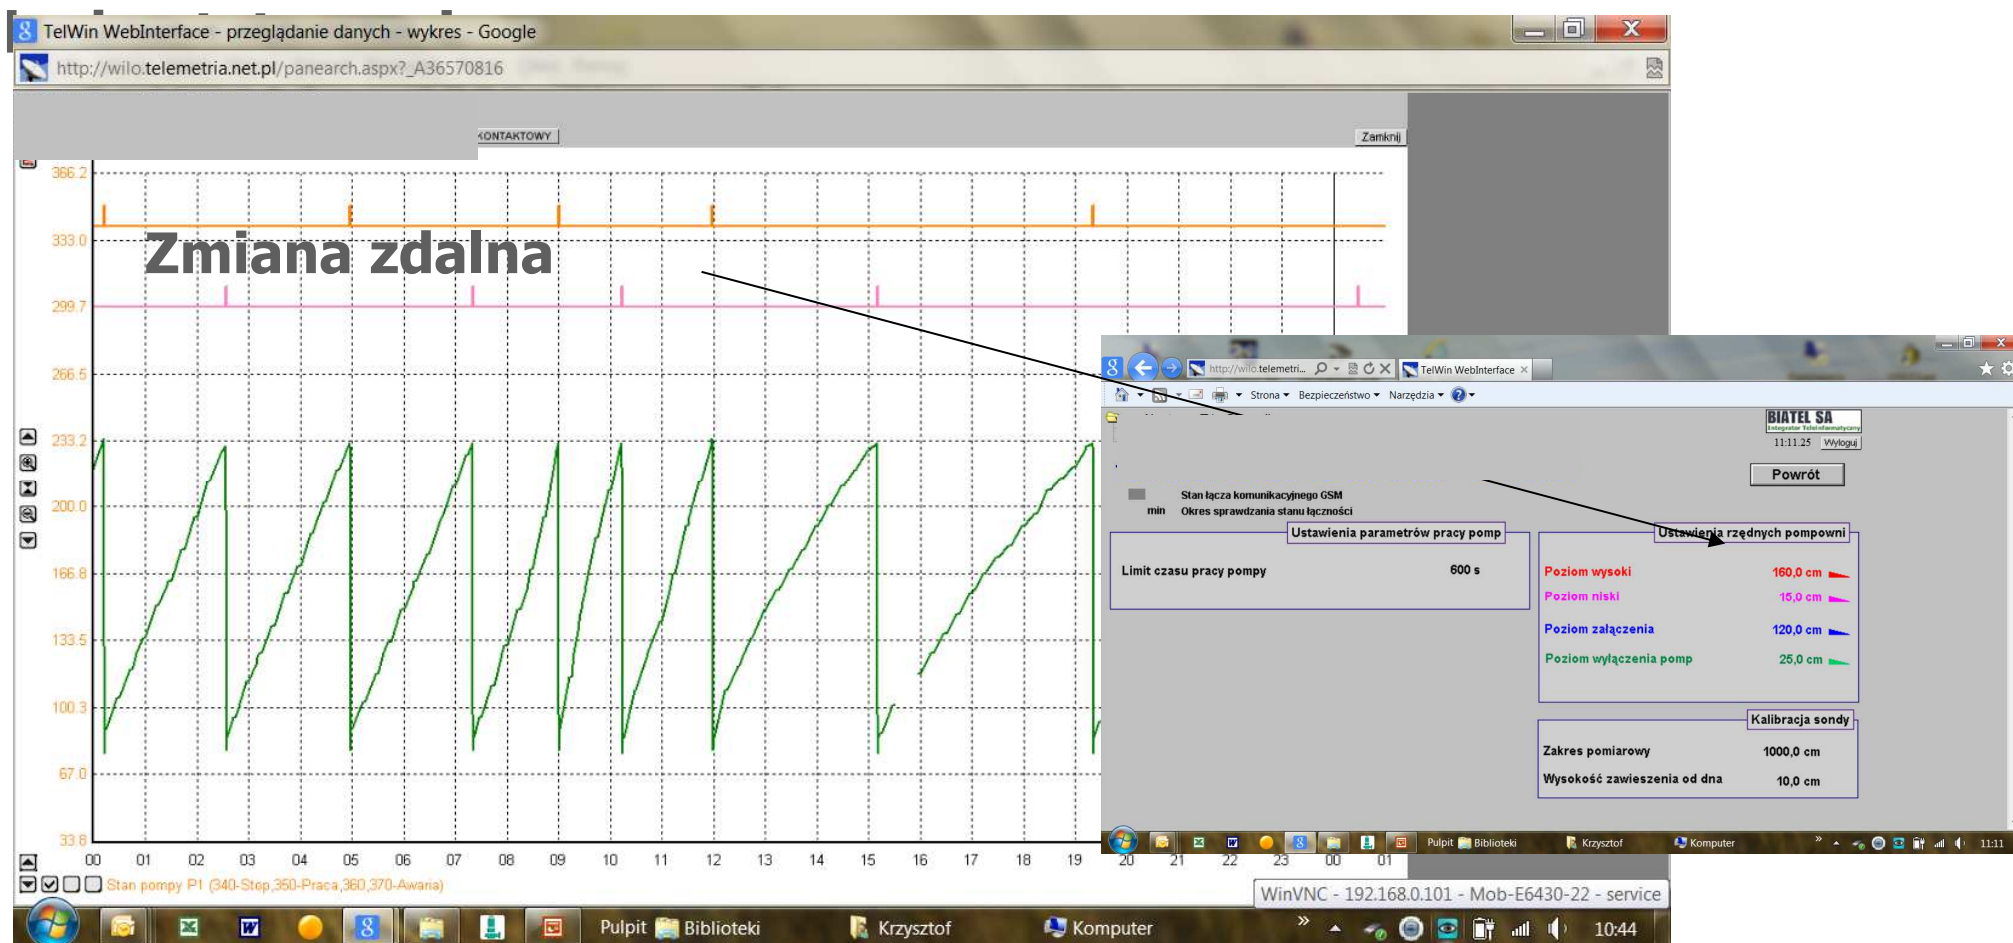 TelWin WebInterface - przeglądanie danych - wykres - Google
http://wilo.telemetria.net.pl/panearch.aspx?_A36570816
KONTAKTOWY
Zamknij
366.2
333.0
Zmiana zdalna
299.7
266.5
233.2
200.0
166.8
133.5
100.3
67.0
33.8
00 01 02 03 04 05 06 07 08 09 10 11 12 13 14 15 16 17 18 19 20 21 22 23 00 01
Stan pompy P1 (340-Stop,350-Praca,360,370-Awaria)
http://wilo.telemetri...
TelWin WebInterface
Strona Bezpieczeństwo Narzędzia
BIATEL SA
Integrator Teleinformatyczny
11:11.25 Wyloguj
Powrót
Stan łącza komunikacyjnego GSM
min Okres sprawdzania stanu łączności
Ustawienia parametrów pracy pomp
Limit czasu pracy pompy 600 s
Ustawienia rzędnych pompowni
Poziom wysoki 160,0 cm
Poziom niski 15,0 cm
Poziom załączenia 120,0 cm
Poziom wyłączenia pomp 25,0 cm
Kalibracja sondy
Zakres pomiarowy 1000,0 cm
Wysokość zawieszenia od dna 10,0 cm
Pulpit Biblioteki Krzysztof Komputer » 11:11
WinVNC - 192.168.0.101 - Mob-E6430-22 - service
Pulpit Biblioteki Krzysztof Komputer » 10:44